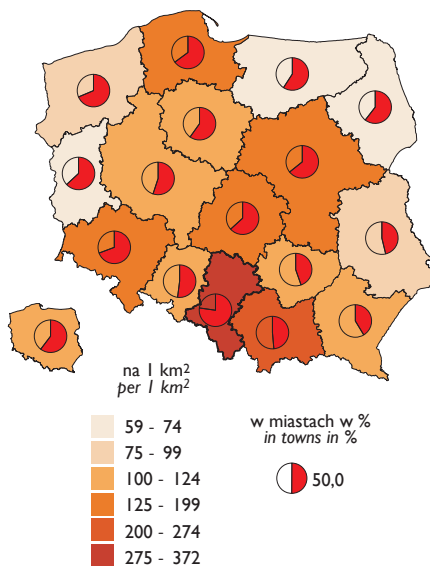 na 1 km²
per 1 km²
59 - 74
75 - 99
100 - 124
125 - 199
200 - 274
275 - 372
w miastach w %
in towns in %
50,0